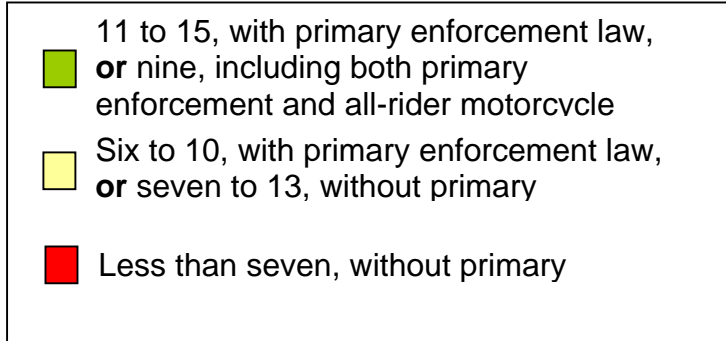 11 to 15, with primary enforcement law,
or nine, including both primary
enforcement and all-rider motorcycle
Six to 10, with primary enforcement law,
or seven to 13, without primary
Less than seven, without primary